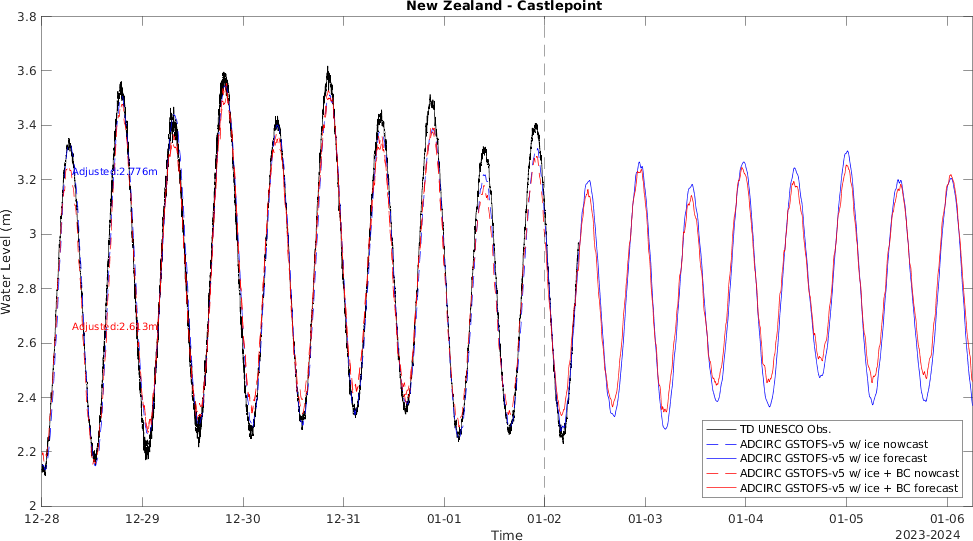 New Zealand - Castlepoint
3.8
3.6
3.4
3.2
3
2.8
2.6
2.4
2.2
2
Water Level (m)
Adjusted:2.776m
Adjusted:2.613m
TD UNESCO Obs.
ADCIRC GSTOFS-v5 w/ ice nowcast
ADCIRC GSTOFS-v5 w/ ice forecast
ADCIRC GSTOFS-v5 w/ ice + BC nowcast
ADCIRC GSTOFS-v5 w/ ice + BC forecast
12-28 12-29 12-30 12-31 01-01 01-02 01-03 01-04 01-05 01-06
Time
2023-2024